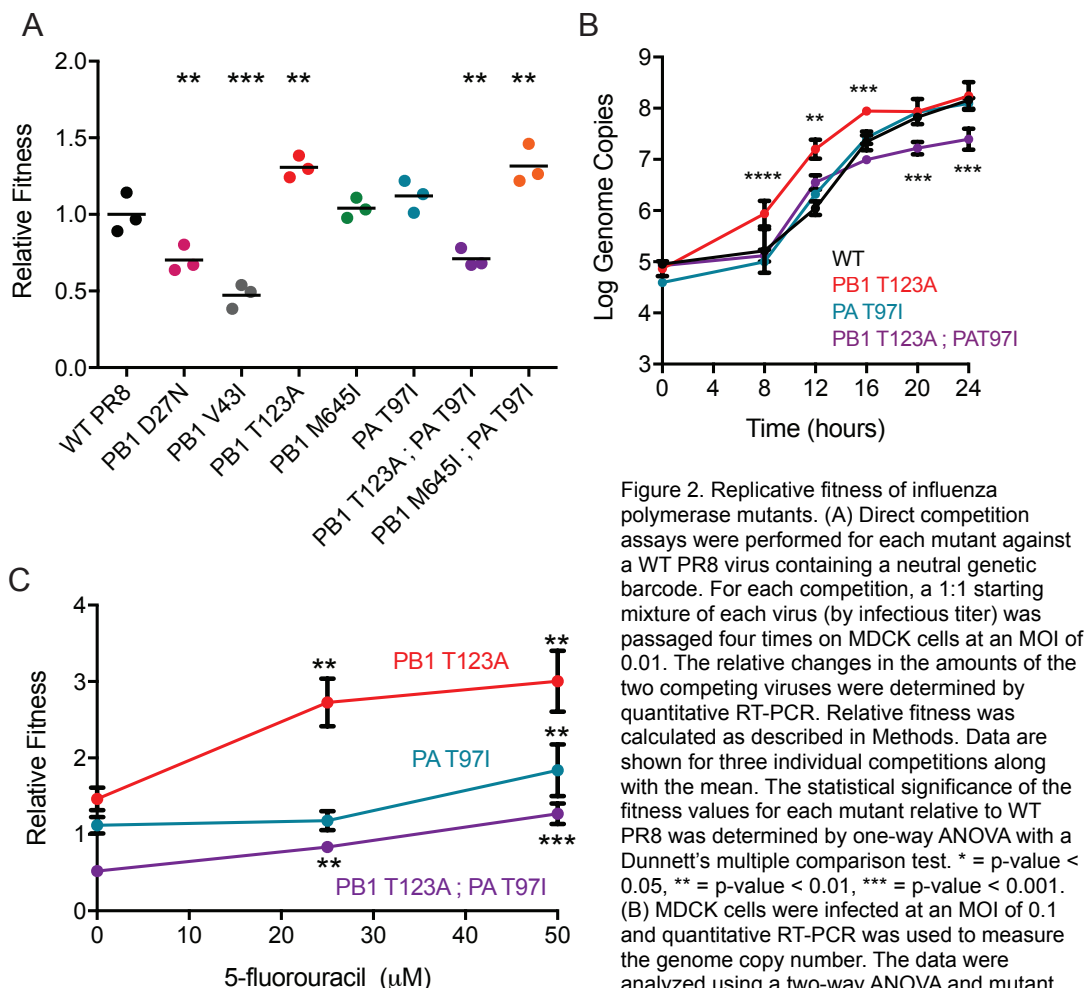 A
Relative Fitness
2.0
1.5
1.0
0.5
0.0
** *** ** ** **
WT PR8
PB1 D27N
PB1 V43I
PB1 T123A
PB1 M645I
PA T97I
PB1 T123A ; PA T97I
PB1 M645I ; PA T97I
B
Log Genome Copies
9
8
7
6
5
4
3
****
**
***
***
***
WT
PB1 T123A
PA T97I
PB1 T123A ; PAT97I
0 4 8 12 16 20 24
Time (hours)
C
Relative Fitness
4
3
2
1
0
PB1 T123A
**
**
PA T97I
**
**
***
PB1 T123A ; PA T97I
0 10 20 30 40 50
5-fluorouracil (μM)
Figure 2. Replicative fitness of influenza
polymerase mutants. (A) Direct competition
assays were performed for each mutant against
a WT PR8 virus containing a neutral genetic
barcode. For each competition, a 1:1 starting
mixture of each virus (by infectious titer) was
passaged four times on MDCK cells at an MOI of
0.01. The relative changes in the amounts of the
two competing viruses were determined by
quantitative RT-PCR. Relative fitness was
calculated as described in Methods. Data are
shown for three individual competitions along
with the mean. The statistical significance of the
fitness values for each mutant relative to WT
PR8 was determined by one-way ANOVA with a
Dunnett's multiple comparison test. * = p-value <
0.05, ** = p-value < 0.01, *** = p-value < 0.001.
(B) MDCK cells were infected at an MOI of 0.1
and quantitative RT-PCR was used to measure
the genome copy number. The data were
analyzed using a two-way ANOVA and mutant